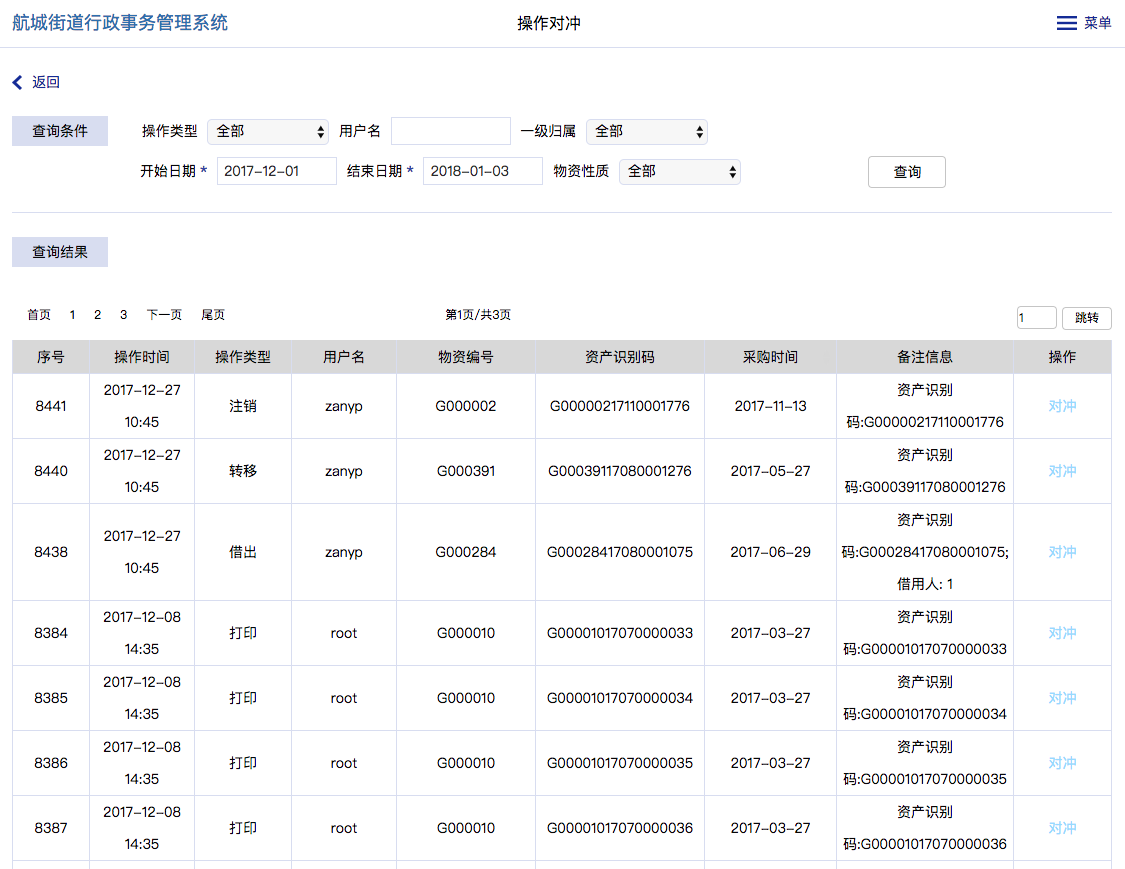 航城街道行政事务管理系统 操作对冲 菜单
返回
查询条件 操作类型 全部 用户名 一级归属 全部
开始日期 * 2017-12-01 结束日期 * 2018-01-03 物资性质 全部 查询
查询结果
首页 1 2 3 下一页 尾页 第1页/共3页 1 跳转
序号 操作时间 操作类型 用户名 物资编号 资产识别码 采购时间 备注信息 操作
8441 2017-12-27 10:45 注销 zanyp G000002 G00000217110001776 2017-11-13 资产识别码:G00000217110001776 对冲
8440 2017-12-27 10:45 转移 zanyp G000391 G00039117080001276 2017-05-27 资产识别码:G00039117080001276 对冲
8438 2017-12-27 10:45 借出 zanyp G000284 G00028417080001075 2017-06-29 资产识别码:G00028417080001075; 借用人: 1 对冲
8384 2017-12-08 14:35 打印 root G000010 G00001017070000033 2017-03-27 资产识别码:G00001017070000033 对冲
8385 2017-12-08 14:35 打印 root G000010 G00001017070000034 2017-03-27 资产识别码:G00001017070000034 对冲
8386 2017-12-08 14:35 打印 root G000010 G00001017070000035 2017-03-27 资产识别码:G00001017070000035 对冲
8387 2017-12-08 14:35 打印 root G000010 G00001017070000036 2017-03-27 资产识别码:G00001017070000036 对冲